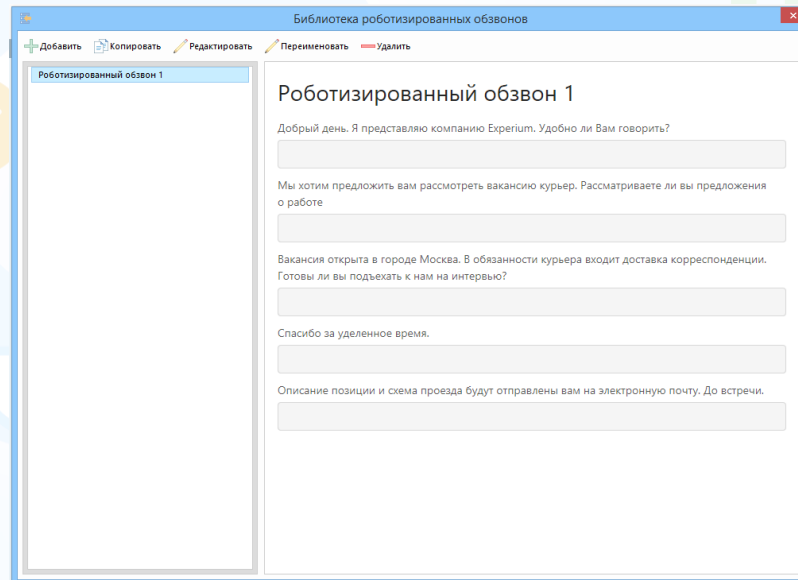 Библиотека роботизированных обзвонов
Добавить Копировать Редактировать Переименовать Удалить
Роботизированный обзвон 1
Роботизированный обзвон 1
Добрый день. Я представляю компанию Experium. Удобно ли Вам говорить?
Мы хотим предложить вам рассмотреть вакансию курьер. Рассматриваете ли вы предложения
о работе
Вакансия открыта в городе Москва. В обязанности курьера входит доставка корреспонденции.
Готовы ли вы подъехать к нам на интервью?
Спасибо за уделенное время.
Описание позиции и схема проезда будут отправлены вам на электронную почту. До встречи.